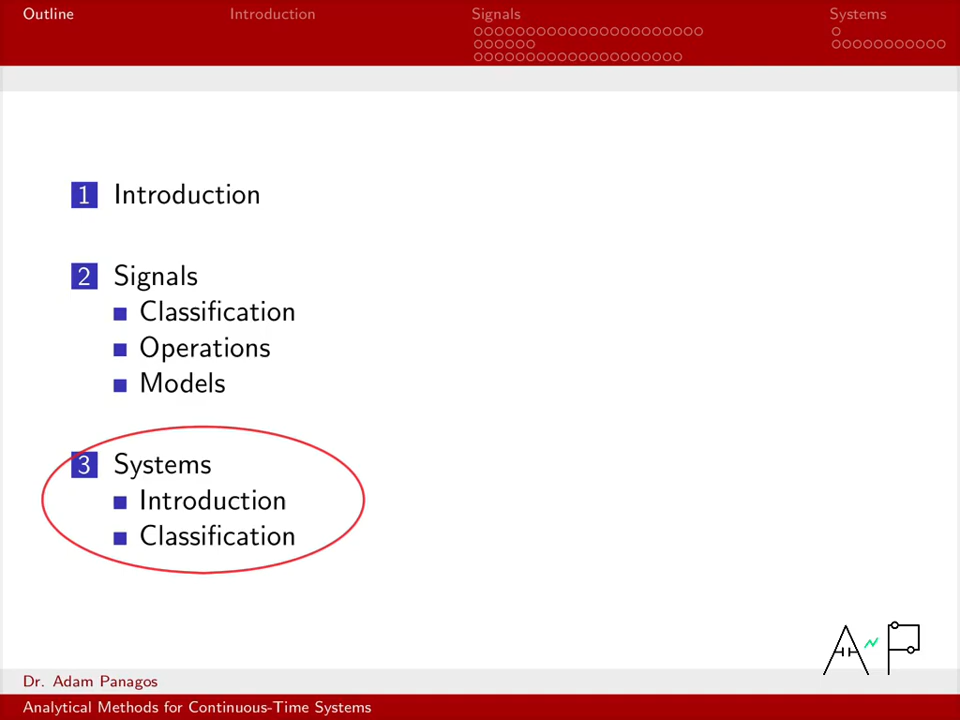 Outline Introduction Signals Systems
1 Introduction
2 Signals
Classification
Operations
Models
3 Systems
Introduction
Classification
AP
Dr. Adam Panagos
Analytical Methods for Continuous-Time Systems